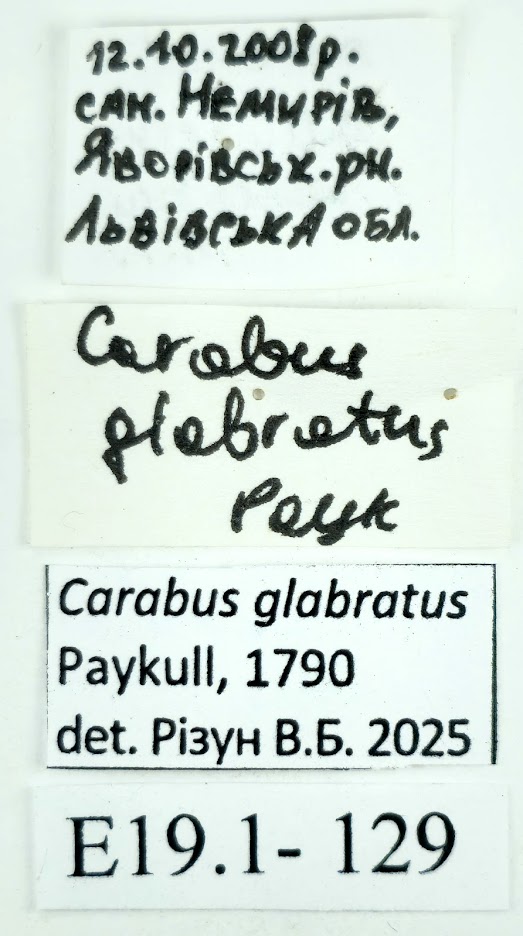 12.10.2008р.
сан. Немирів,
Яворівськ. рн.
Львівська обл.
Carabus
glabratus
Payk
Carabus glabratus
Paykull, 1790
det. Різун В.Б. 2025
E19.1- 129